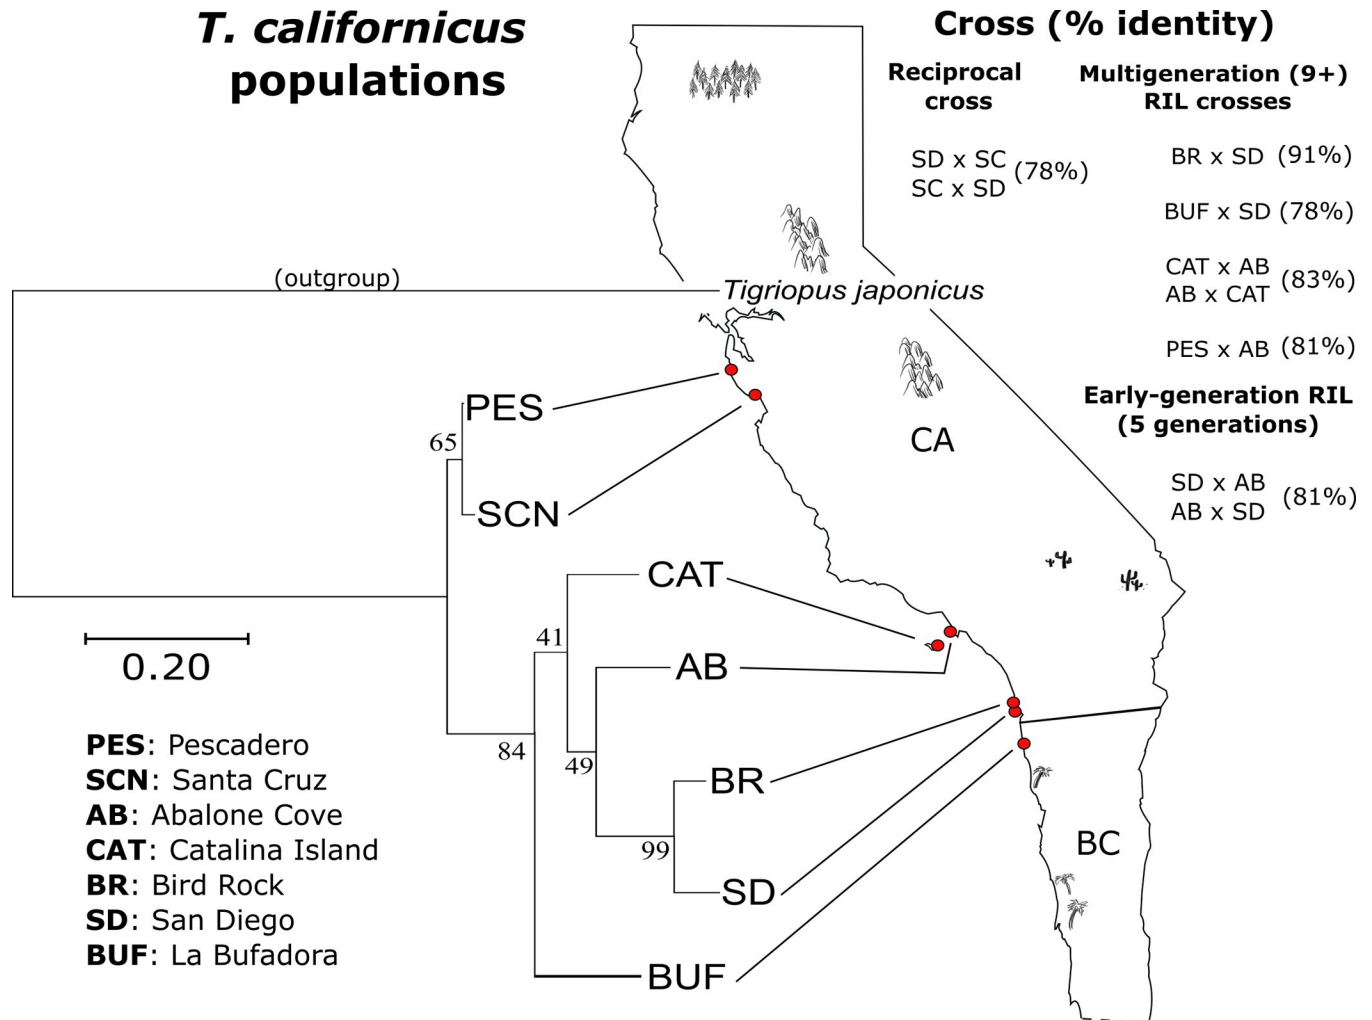 T. californicus
populations
Cross (% identity)
Reciprocal
cross
SD x SC
SC x SD
(78%)
Multigeneration (9+)
RIL crosses
BR x SD (91%)
BUF x SD (78%)
CAT x AB
AB x CAT
(83%)
PES x AB (81%)
Early-generation RIL
(5 generations)
SD x AB
AB x SD
(81%)
(outgroup)
Tigriopus japonicus
PES
65
SCN
CA
CAT
41
AB
84
49
BR
99
SD
BUF
BC
0.20
PES: Pescadero
SCN: Santa Cruz
AB: Abalone Cove
CAT: Catalina Island
BR: Bird Rock
SD: San Diego
BUF: La Bufadora